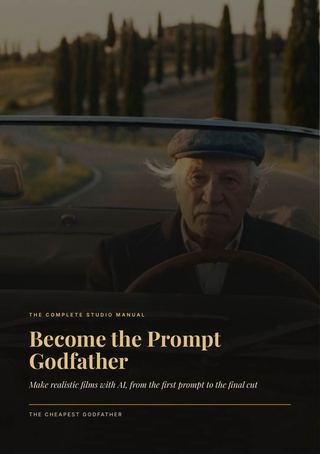 THE COMPLETE STUDIO MANUAL
Become the Prompt
Godfather
Make realistic films with AI, from the first prompt to the final cut
THE CHEAPEST GODFATHER